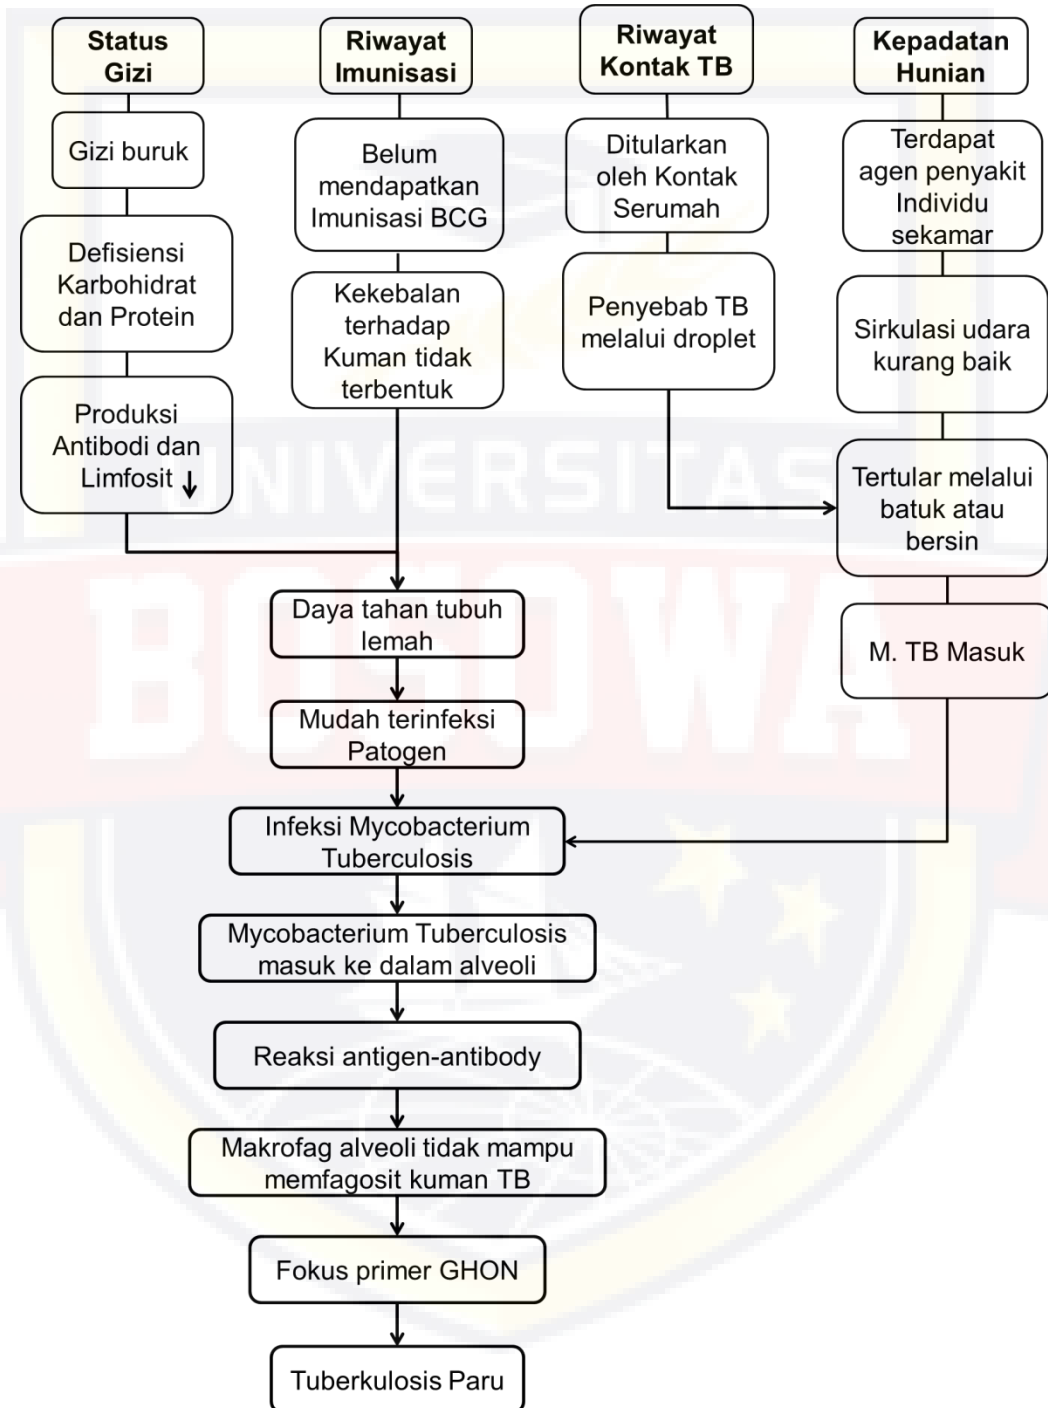 Status
Gizi
Riwayat
Imunisasi
Riwayat
Kontak TB
Kepadatan
Hunian
Gizi buruk
Belum
mendapatkan
Imunisasi BCG
Ditularkan
oleh Kontak
Serumah
Terdapat
agen penyakit
Individu
sekamar
Defisiensi
Karbohidrat
dan Protein
Kekebalan
terhadap
Kuman tidak
terbentuk
Penyebab TB
melalui droplet
Sirkulasi udara
kurang baik
Produksi
Antibodi dan
Limfosit ↓
Tertular melalui
batuk atau
bersin
UNIVERSITAS
BOSOWA
Daya tahan tubuh
lemah
M. TB Masuk
Mudah terinfeksi
Patogen
Infeksi Mycobacterium
Tuberculosis
Mycobacterium Tuberculosis
masuk ke dalam alveoli
Reaksi antigen-antibody
Makrofag alveoli tidak mampu
memfagosit kuman TB
Fokus primer GHON
Tuberkulosis Paru